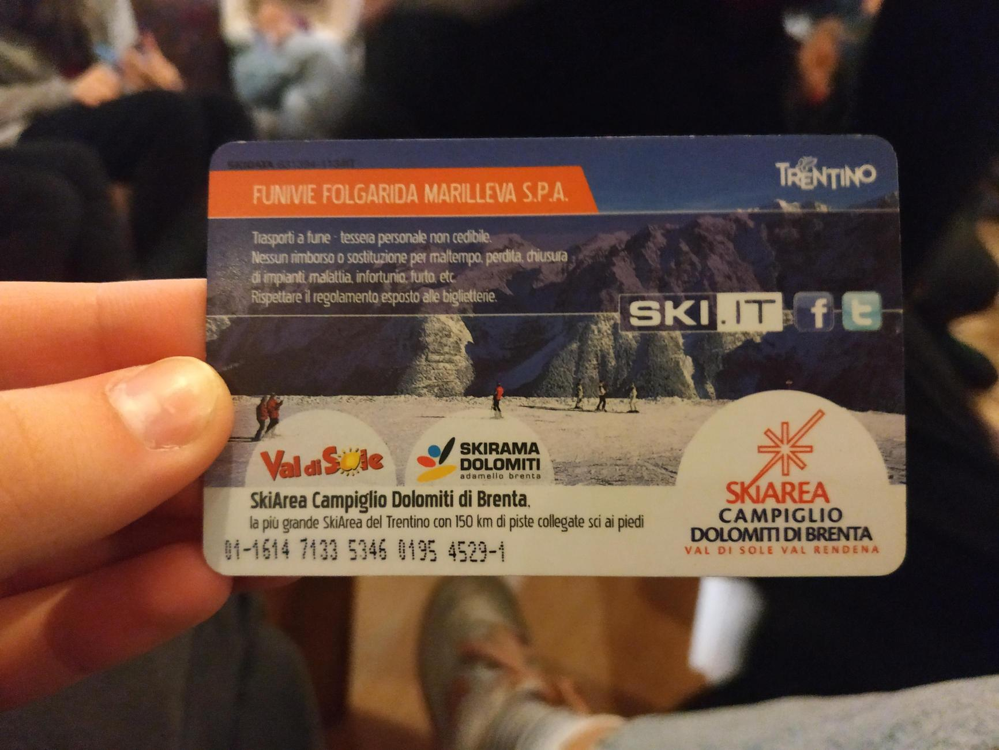 SKIDATA
FUNIVIE FOLGARIDA MARILLEVA S.P.A.
TRENTINO
Trasporti a fune - tessera personale non cedibile.
Nessun rimborso o sostituzione per maltempo, perdita, chiusura
di impianti, malattia, infortunio, furto, etc.
Rispettare il regolamento esposto alle biglietterie.
SKI.IT f t
Val di Sole
SKIRAMA
DOLOMITI
adamello brenta
SkiArea Campiglio Dolomiti di Brenta,
la più grande SkiArea del Trentino con 150 km di piste collegate sci ai piedi
01-1614 7133 5346 0195 4529-1
SKIAREA
CAMPIGLIO
DOLOMITI DI BRENTA
VAL DI SOLE VAL RENDENA